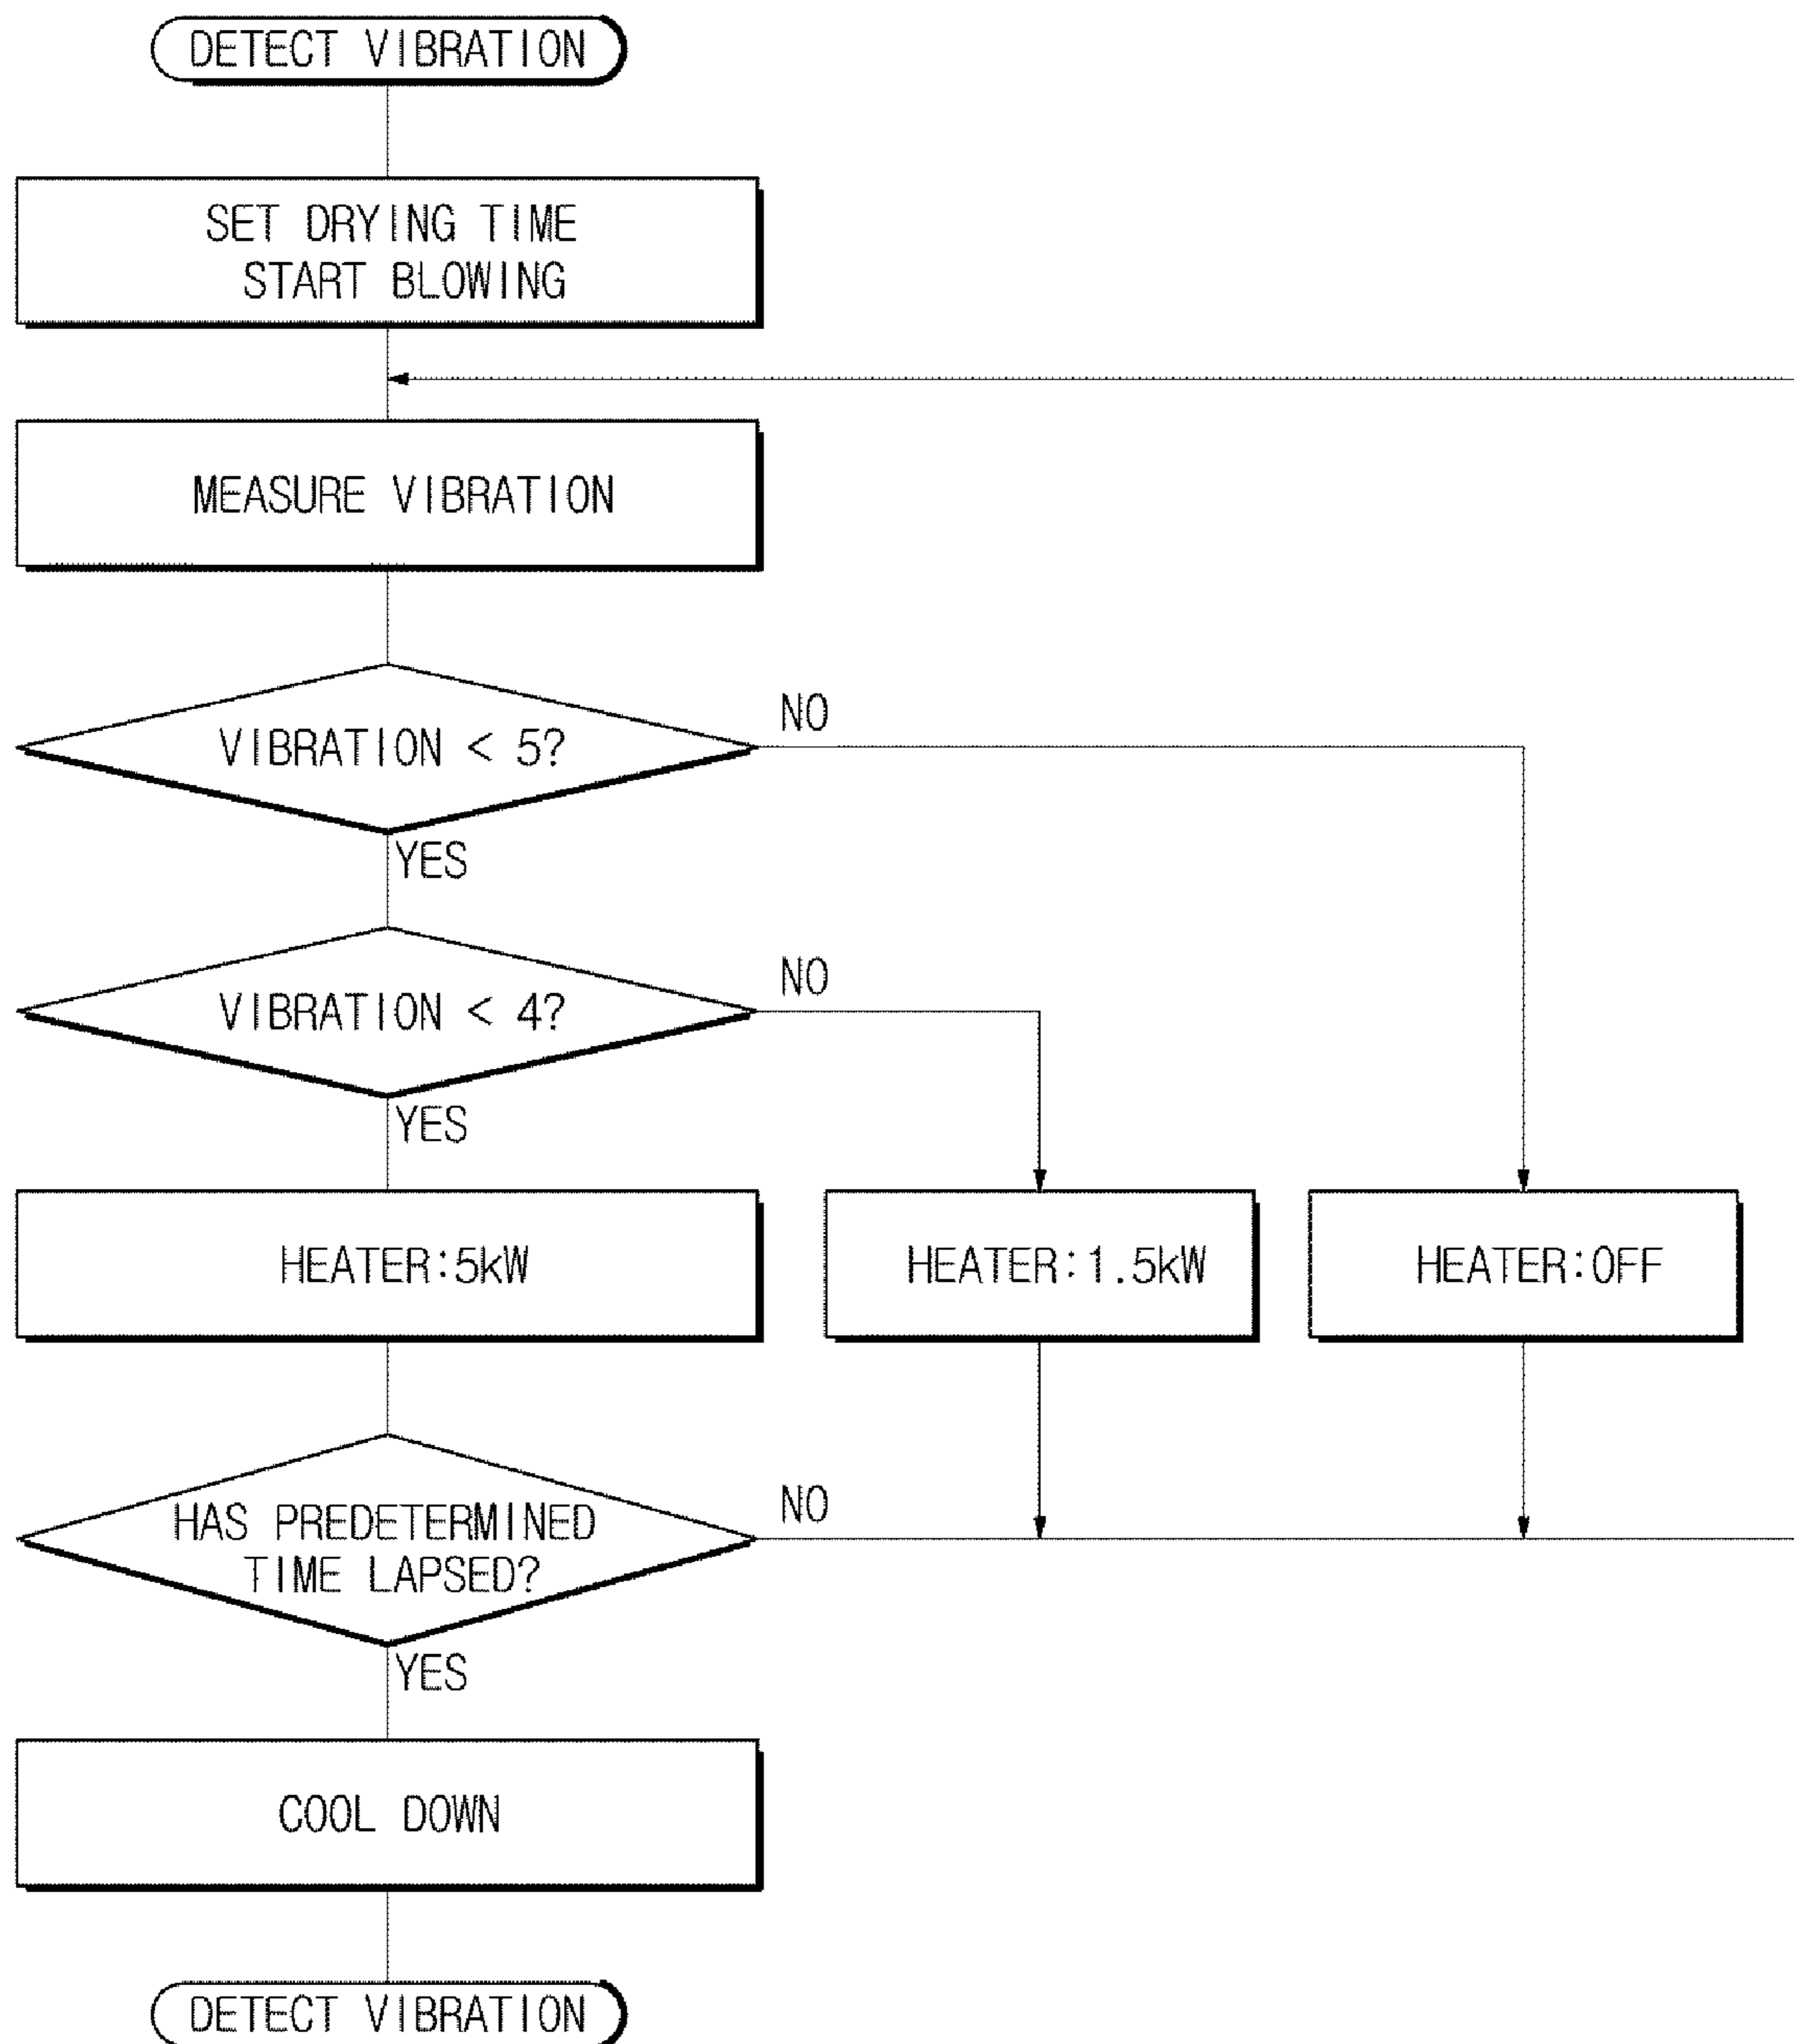 DETECT VIBRATION
SET DRYING TIME
START BLOWING
MEASURE VIBRATION
VIBRATION < 5?
NO
YES
VIBRATION < 4?
NO
YES
HEATER:5kW
HEATER:1.5kW
HEATER:OFF
HAS PREDETERMINED
TIME LAPSED?
NO
YES
COOL DOWN
DETECT VIBRATION